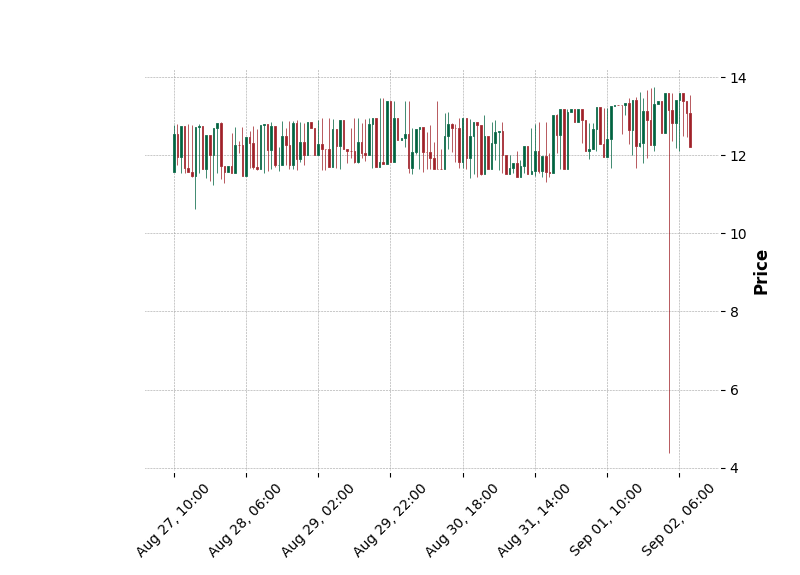 14
12
10
8
6
4
Price
Aug 27, 10:00
Aug 28, 06:00
Aug 29, 02:00
Aug 29, 22:00
Aug 30, 18:00
Aug 31, 14:00
Sep 01, 10:00
Sep 02, 06:00